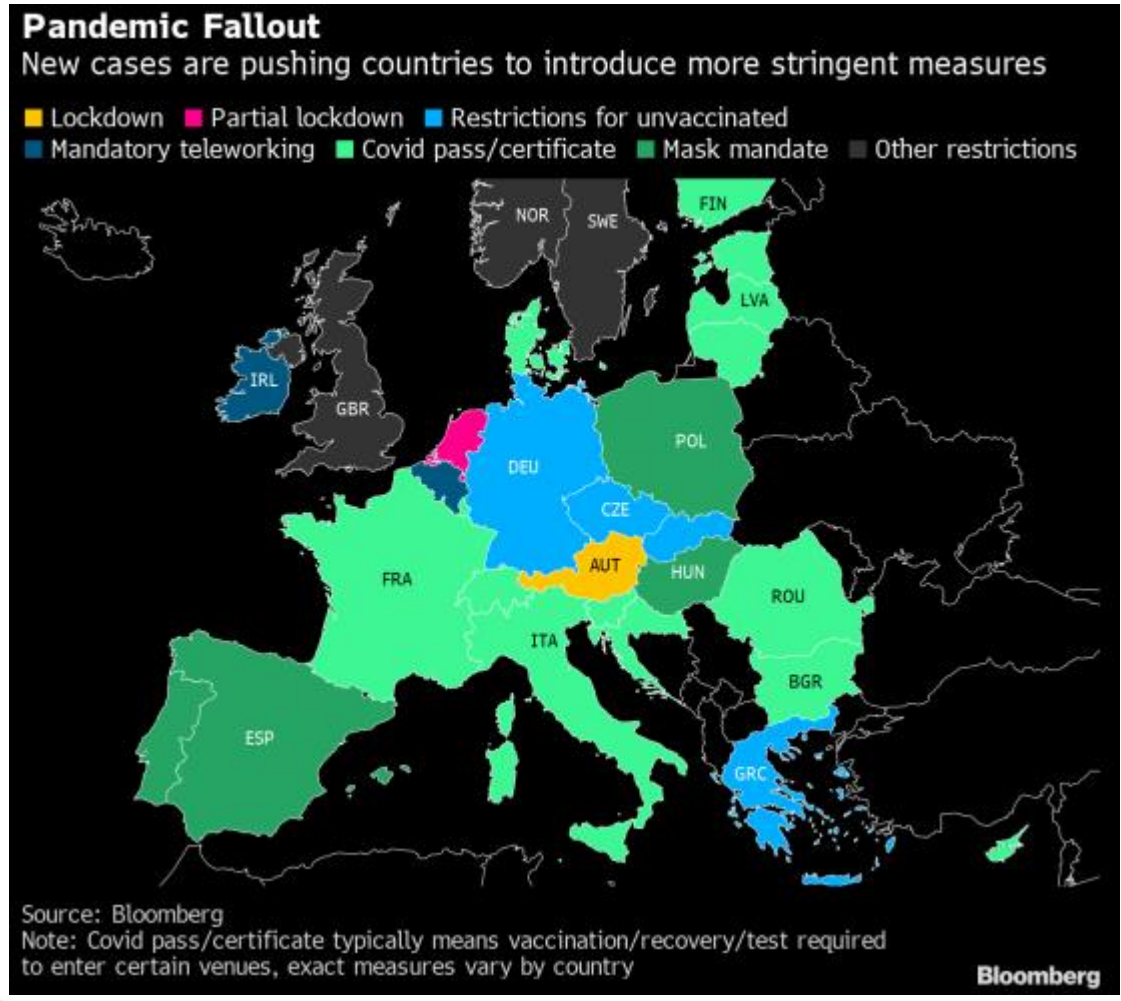 Pandemic Fallout
New cases are pushing countries to introduce more stringent measures
Lockdown Partial lockdown Restrictions for unvaccinated
Mandatory teleworking Covid pass/certificate Mask mandate Other restrictions
FIN
NOR
SWE
LVA
IRL
GBR
POL
DEU
CZE
AUT
HUN
FRA
ROU
ITA
BGR
ESP
GRC
Source: Bloomberg
Note: Covid pass/certificate typically means vaccination/recovery/test required
to enter certain venues, exact measures vary by country
Bloomberg